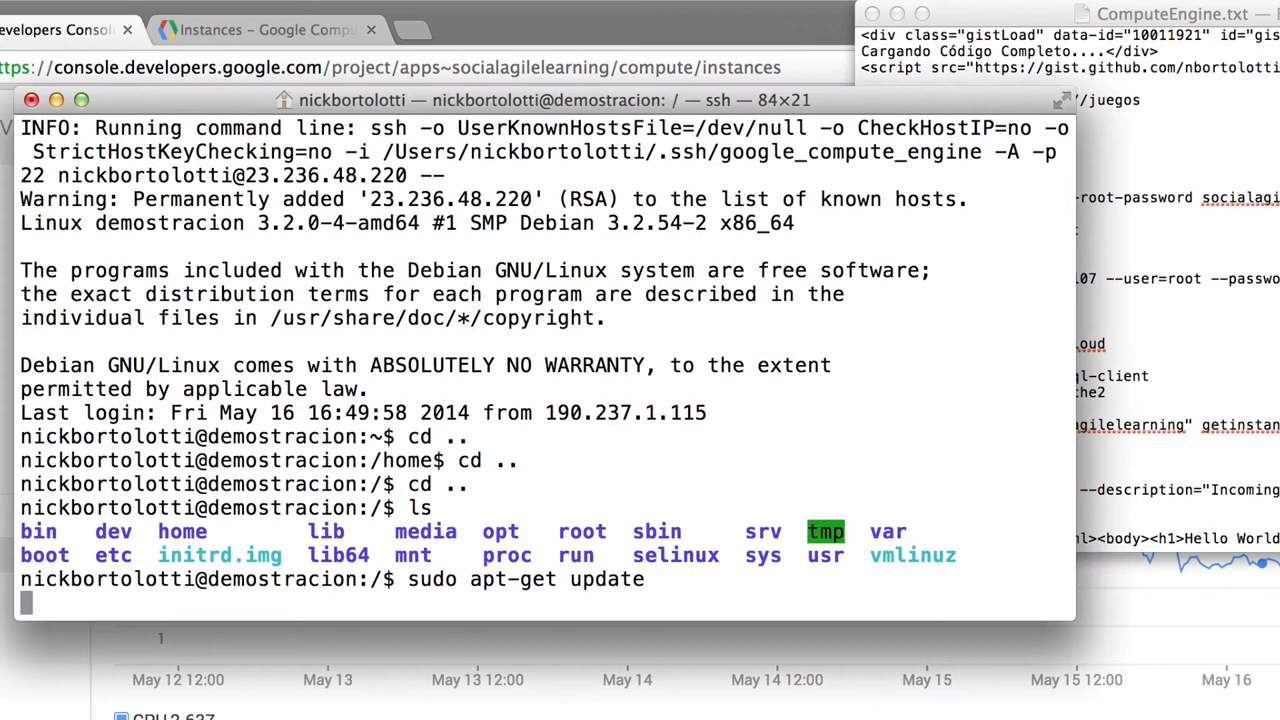 evelopers Conso
Instances – Google Compu
ttps://console.developers.google.com/project/apps~socialagilelearning/compute/instances
ComputeEngine.txt — E
<div class="gistLoad" data-id="10011921" id="gis
Cargando Código Completo....</div>
<script src="https://gist.github.com/nbortolotti
/juegos
-root-password socialagi
107 --user=root --passwo
oud
ql-client
che2
agilelearning" getinstan
--description="Incoming
ml><body><h1>Hello World
nickbortolotti — nickbortolotti@demostracion: / — ssh — 84×21
INFO: Running command line: ssh -o UserKnownHostsFile=/dev/null -o CheckHostIP=no -o
StrictHostKeyChecking=no -i /Users/nickbortolotti/.ssh/google_compute_engine -A -p
22 nickbortolotti@23.236.48.220 --
Warning: Permanently added '23.236.48.220' (RSA) to the list of known hosts.
Linux demostracion 3.2.0-4-amd64 #1 SMP Debian 3.2.54-2 x86_64
The programs included with the Debian GNU/Linux system are free software;
the exact distribution terms for each program are described in the
individual files in /usr/share/doc/*/copyright.
Debian GNU/Linux comes with ABSOLUTELY NO WARRANTY, to the extent
permitted by applicable law.
Last login: Fri May 16 16:49:58 2014 from 190.237.1.115
nickbortolotti@demostracion:~$ cd ..
nickbortolotti@demostracion:/home$ cd ..
nickbortolotti@demostracion:/$ cd ..
nickbortolotti@demostracion:/$ ls
bin dev home lib media opt root sbin srv tmp var
boot etc initrd.img lib64 mnt proc run selinux sys usr vmlinuz
nickbortolotti@demostracion:/$ sudo apt-get update
1
May 12 12:00 May 13 May 13 12:00 May 14 May 14 12:00 May 15 May 15 12:00 May 16
CPU 2.637